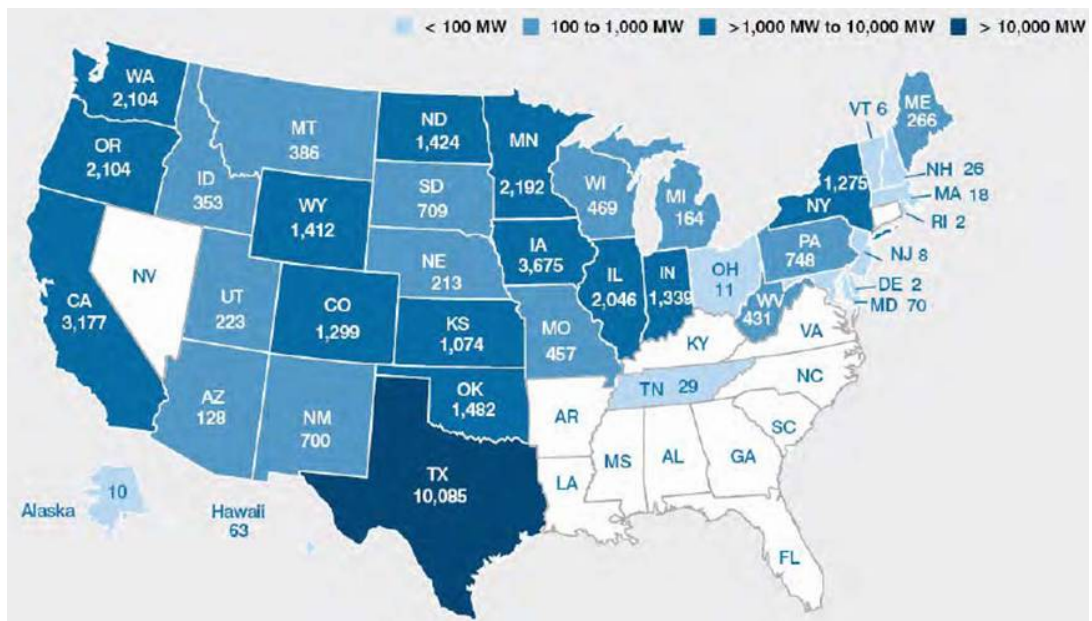 < 100 MW 100 to 1,000 MW >1,000 MW to 10,000 MW > 10,000 MW
WA
2,104
OR
2,104
CA
3,177
NV
ID
353
MT
386
WY
1,412
UT
223
CO
1,299
AZ
128
NM
700
ND
1,424
SD
709
NE
213
KS
1,074
OK
1,482
TX
10,085
MN
2,192
IA
3,675
MO
457
AR
LA
WI
469
IL
2,046
MI
164
IN
1,339
OH
11
KY
TN 29
MS
AL
GA
FL
SC
NC
VA
WV
431
PA
748
1,275
NY
VT 6
ME
266
NH 26
MA 18
RI 2
NJ 8
DE 2
MD 70
Alaska
10
Hawaii
63